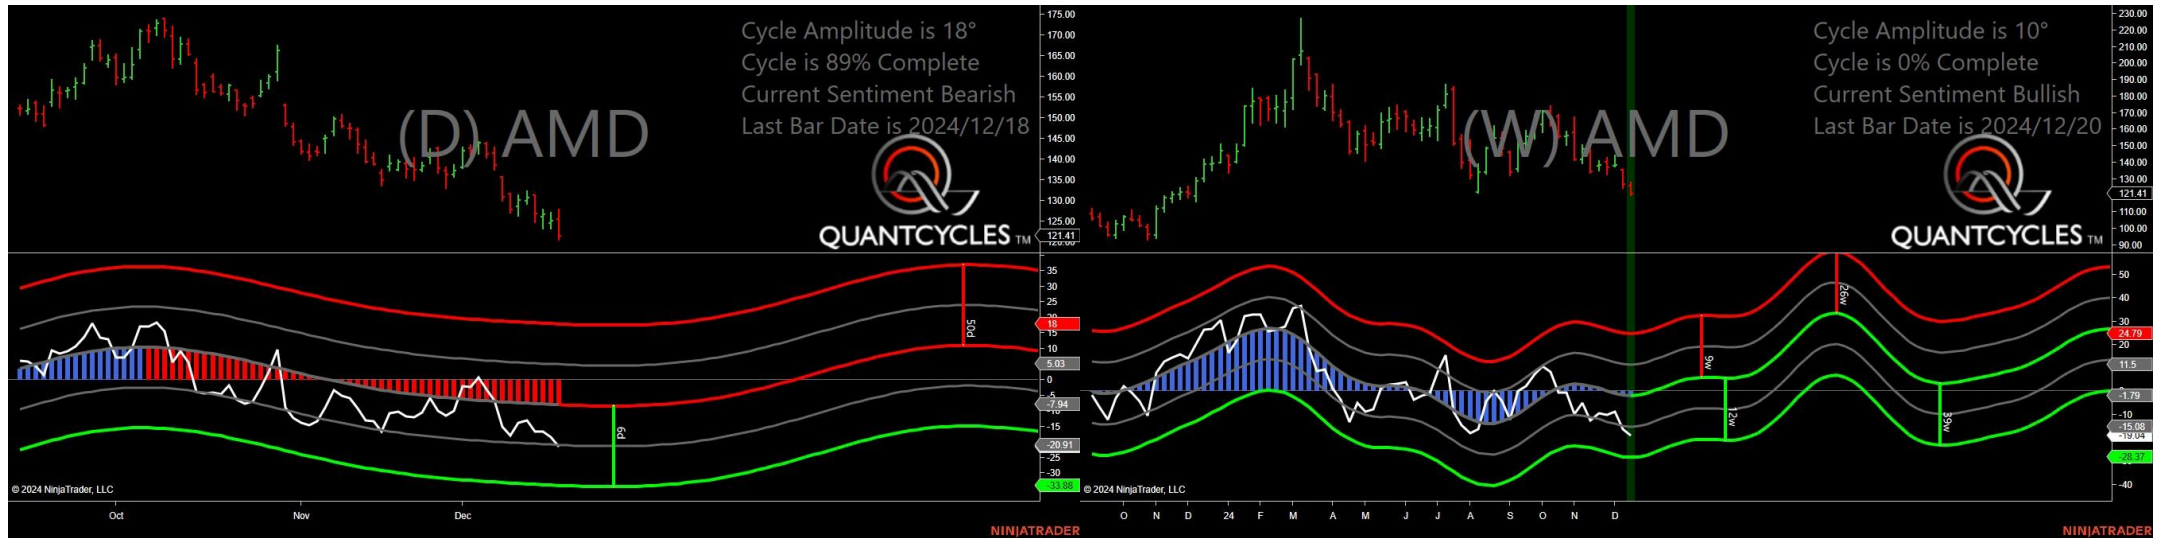 Cycle Amplitude is 18°
Cycle is 89% Complete
Current Sentiment Bearish
Last Bar Date is 2024/12/18
(D) AMD
QUANTCYCLES TM
175.00
170.00
165.00
160.00
155.00
150.00
145.00
140.00
135.00
130.00
125.00
121.41
120.00
35
30
25
20
18
15
10
5.03
0
-5
-7.94
-10
-15
-20.91
-25
-30
-33.88
50d
6d
© 2024 NinjaTrader, LLC
Oct Nov Dec
NINJATRADER
Cycle Amplitude is 10°
Cycle is 0% Complete
Current Sentiment Bullish
Last Bar Date is 2024/12/20
(W) AMD
QUANTCYCLES TM
230.00
220.00
210.00
200.00
190.00
180.00
170.00
160.00
150.00
140.00
130.00
121.41
110.00
100.00
90.00
50
40
30
24.79
20
11.5
-1.79
-10
-15.08
-19.04
-28.37
-40
9w
12w
26w
39w
© 2024 NinjaTrader, LLC
O N D 24 F M A M J J A S O N D
NINJATRADER